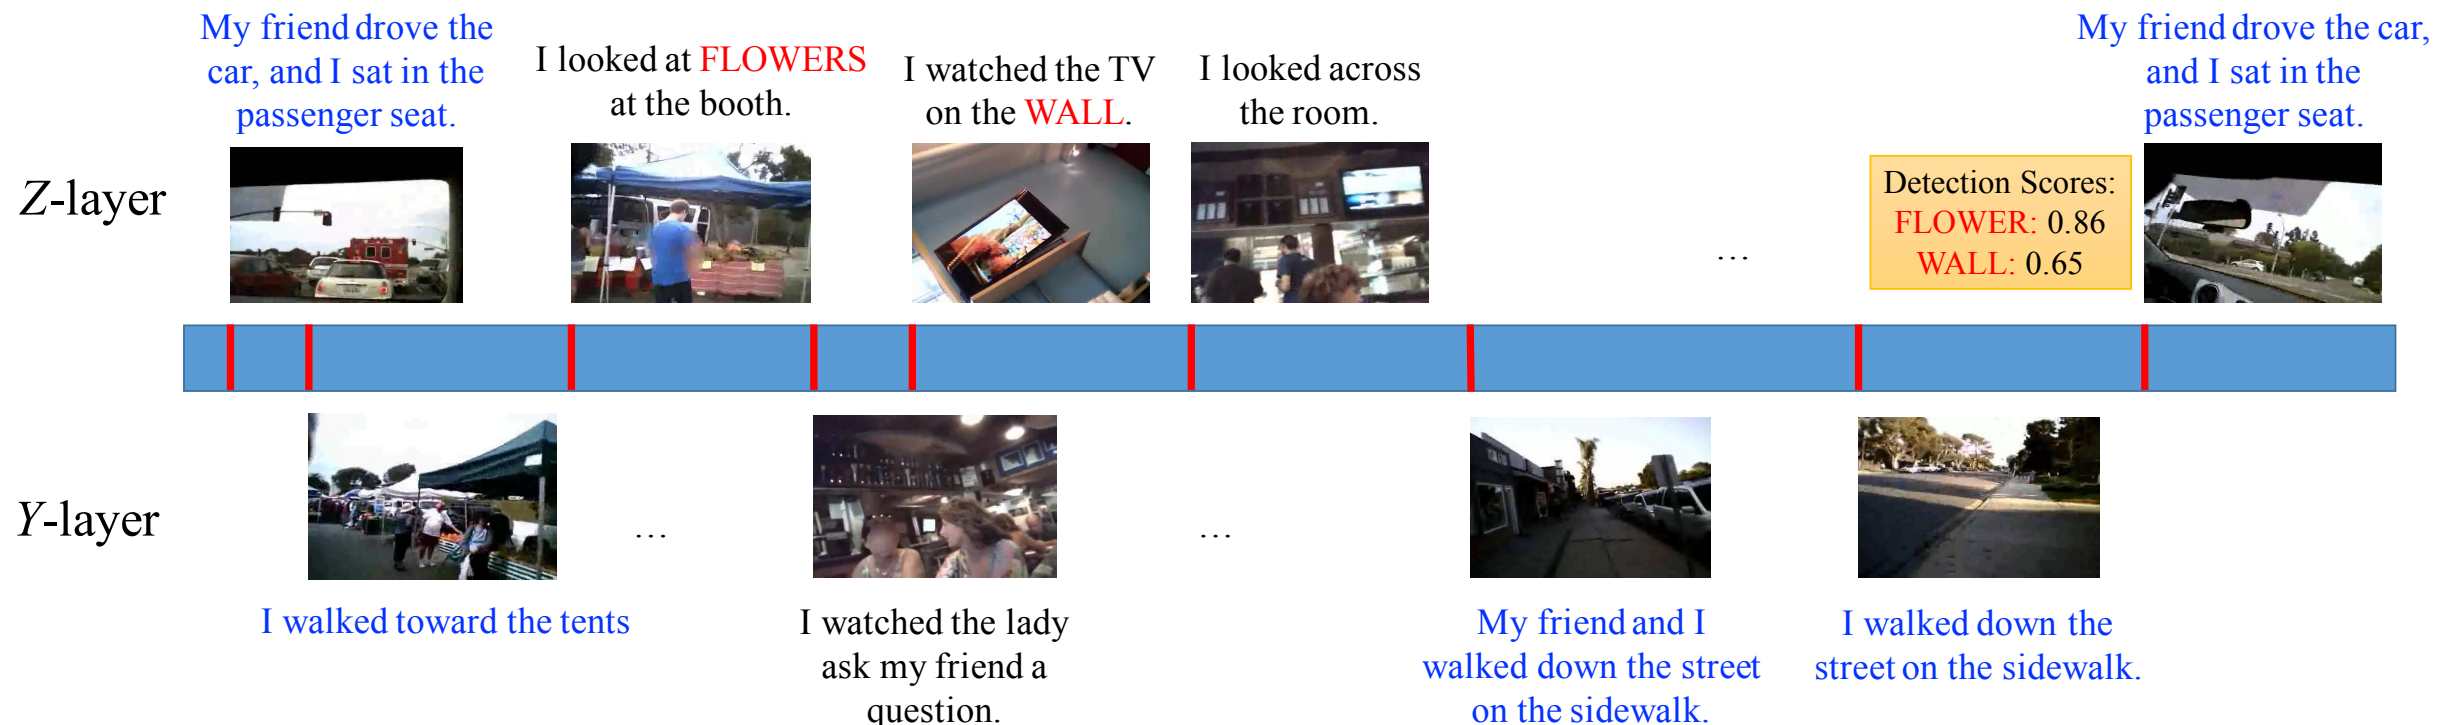 My friend drove the
car, and I sat in the
passenger seat.
I looked at FLOWERS
at the booth.
I watched the TV
on the WALL.
I looked across
the room.
My friend drove the car,
and I sat in the
passenger seat.
Z-layer
...
Detection Scores:
FLOWER: 0.86
WALL: 0.65
Y-layer
...
...
I walked toward the tents
I watched the lady
ask my friend a
question.
My friend and I
walked down the street
on the sidewalk.
I walked down the
street on the sidewalk.